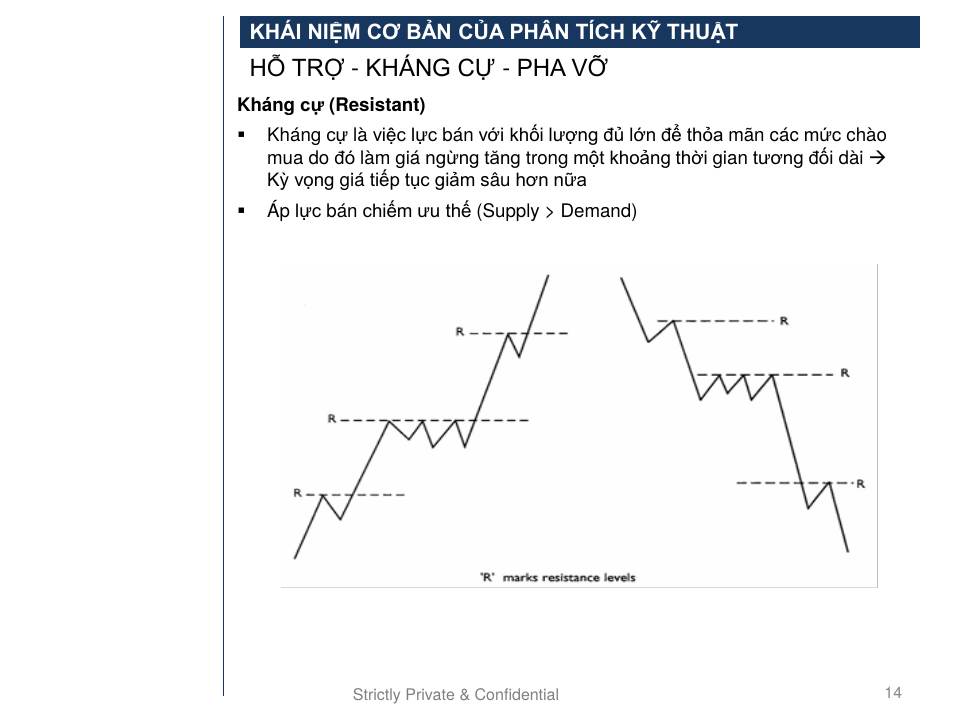 KHÁI NIỆM CƠ BẢN CỦA PHÂN TÍCH KỸ THUẬT
HỖ TRỢ - KHÁNG CỰ - PHA VỠ
Kháng cự (Resistant)
▪ Kháng cự là việc lực bán với khối lượng đủ lớn để thỏa mãn các mức chào
mua do đó làm giá ngừng tăng trong một khoảng thời gian tương đối dài →
Kỳ vọng giá tiếp tục giảm sâu hơn nữa
▪ Áp lực bán chiếm ưu thế (Supply > Demand)
R
R
R
R
R
R
'R' marks resistance levels
Strictly Private & Confidential
14